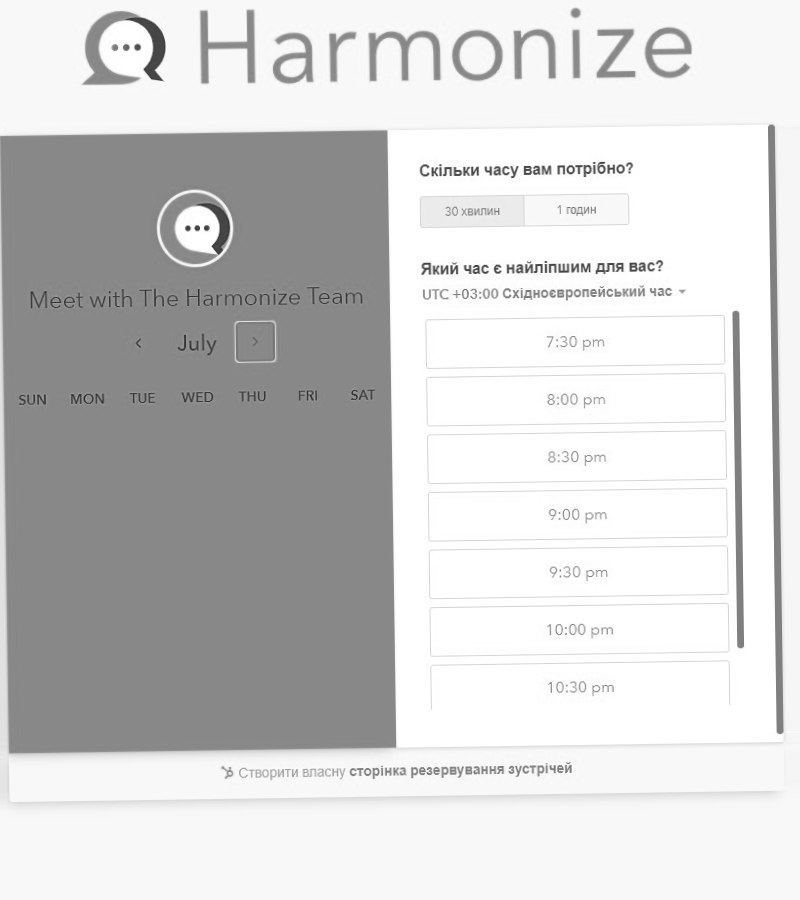 Harmonize
Meet with The Harmonize Team
July
SUN MON TUE WED THU FRI SAT
Скільки часу вам потрібно?
30 хвилин 1 годин
Який час є найліпшим для вас?
UTC +03:00 Східноєвропейський час
7:30 pm
8:00 pm
8:30 pm
9:00 pm
9:30 pm
10:00 pm
10:30 pm
Створити власну сторінка резервування зустрічей